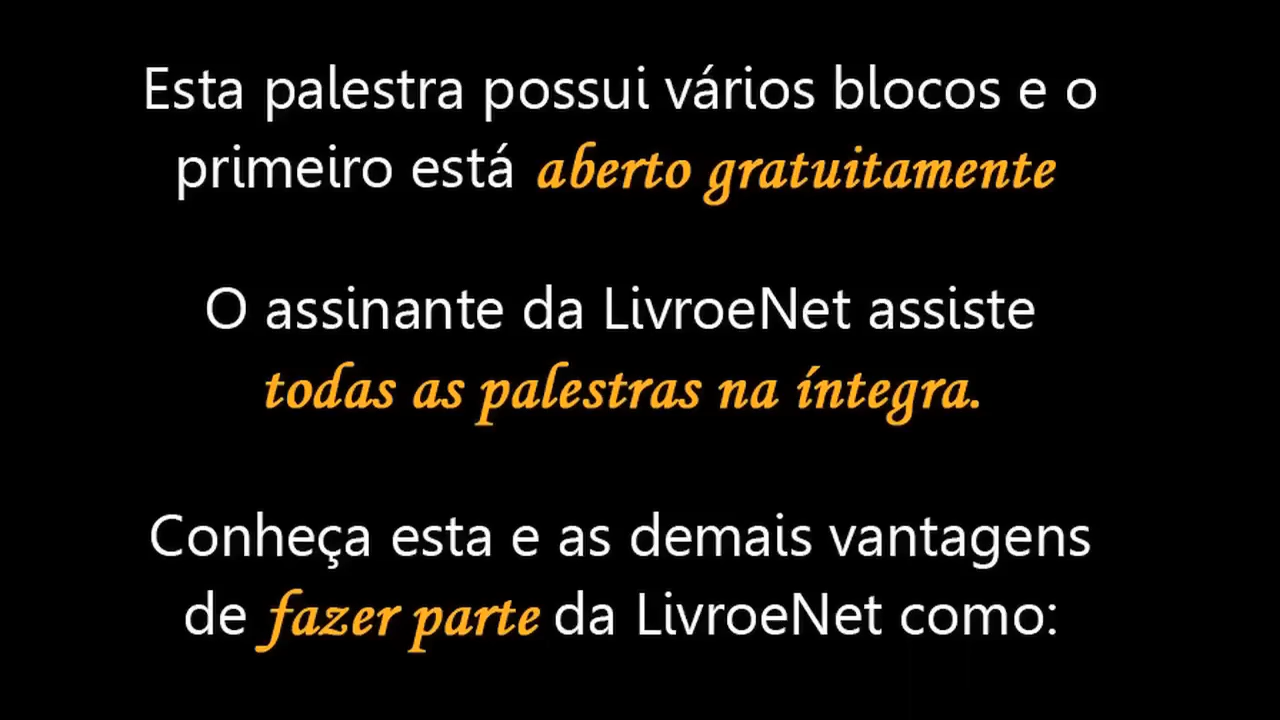 Esta palestra possui vários blocos e o
primeiro está aberto gratuitamente
O assinante da LivroeNet assiste
todas as palestras na íntegra.
Conheça esta e as demais vantagens
de fazer parte da LivroeNet como: